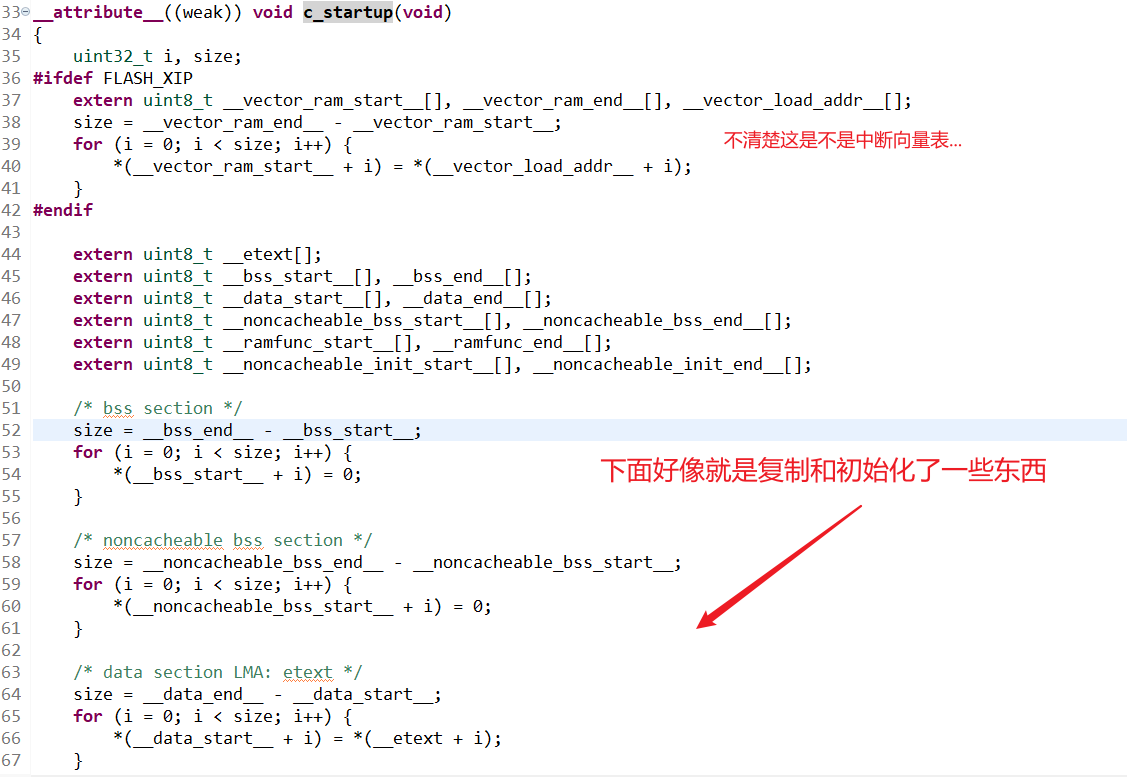 33 __attribute__((weak)) void c_startup(void)
34 {
35     uint32_t i, size;
36 #ifdef FLASH_XIP
37     extern uint8_t __vector_ram_start__[], __vector_ram_end__[], __vector_load_addr__[];
38     size = __vector_ram_end__ - __vector_ram_start__;
39     for (i = 0; i < size; i++) { 不清楚这是不是中断向量表...
40         *(__vector_ram_start__ + i) = *(__vector_load_addr__ + i);
41     }
42 #endif
43
44     extern uint8_t __etext[];
45     extern uint8_t __bss_start__[], __bss_end__[];
46     extern uint8_t __data_start__[], __data_end__[];
47     extern uint8_t __noncacheable_bss_start__[], __noncacheable_bss_end__[];
48     extern uint8_t __ramfunc_start__[], __ramfunc_end__[];
49     extern uint8_t __noncacheable_init_start__[], __noncacheable_init_end__[];
50
51     /* bss section */
52     size = __bss_end__ - __bss_start__;
53     for (i = 0; i < size; i++) {
54         *(__bss_start__ + i) = 0; 下面好像就是复制和初始化了一些东西
55     }
56
57     /* noncacheable bss section */
58     size = __noncacheable_bss_end__ - __noncacheable_bss_start__;
59     for (i = 0; i < size; i++) {
60         *(__noncacheable_bss_start__ + i) = 0;
61     }
62
63     /* data section LMA: etext */
64     size = __data_end__ - __data_start__;
65     for (i = 0; i < size; i++) {
66         *(__data_start__ + i) = *(__etext + i);
67     }